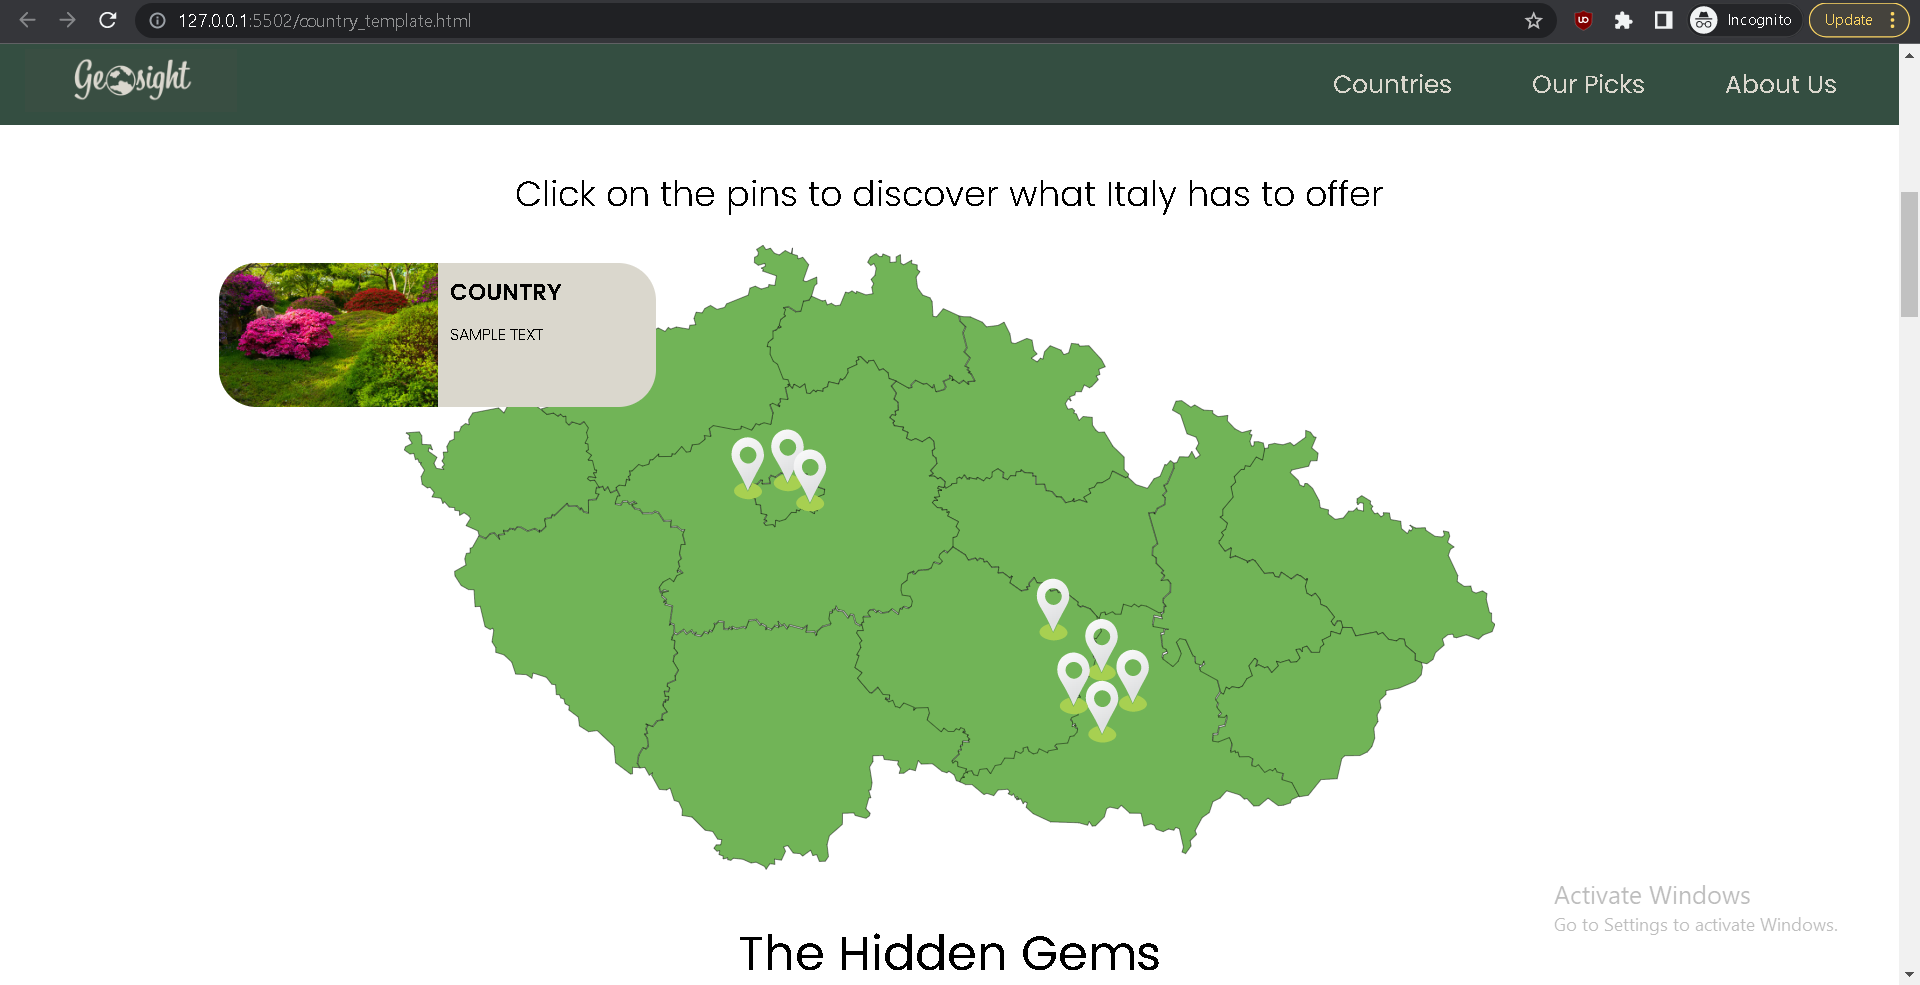 127.0.0.1:5502/country_template.html
Incognito
Update
Geosight
Countries
Our Picks
About Us
Click on the pins to discover what Italy has to offer
COUNTRY
SAMPLE TEXT
Activate Windows
Go to Settings to activate Windows.
The Hidden Gems